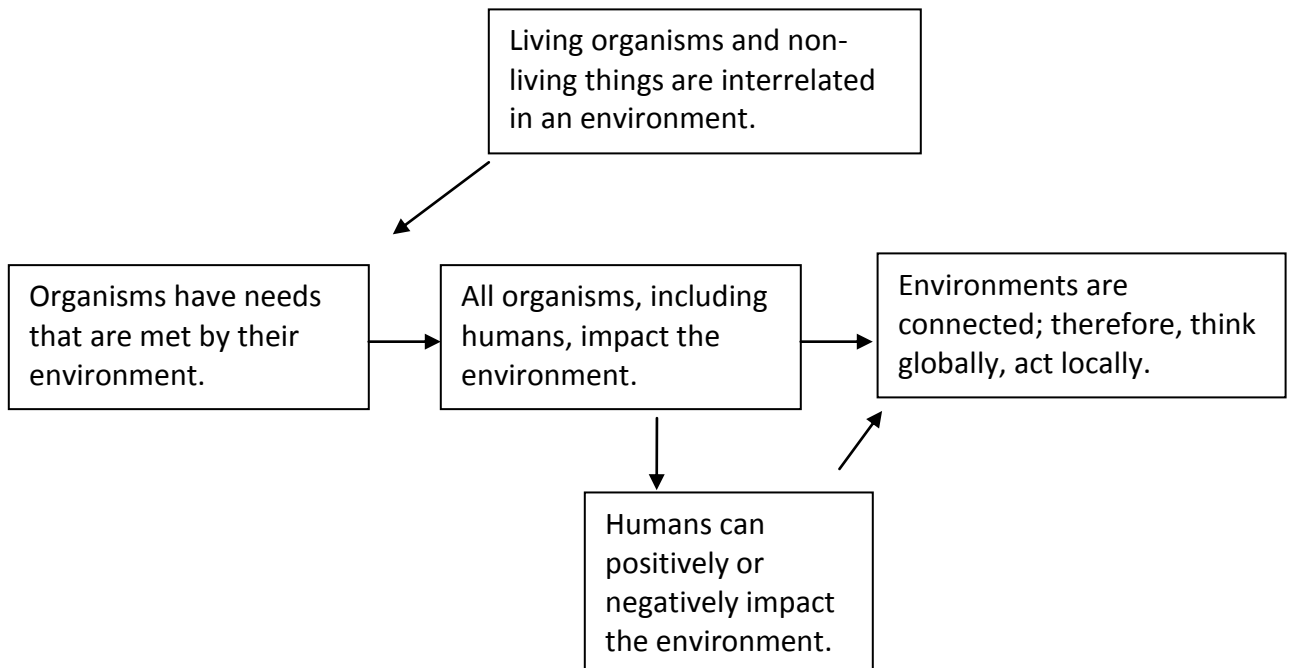 Living organisms and non-
living things are interrelated
in an environment.
Organisms have needs
that are met by their
environment.
All organisms, including
humans, impact the
environment.
Environments are
connected; therefore, think
globally, act locally.
Humans can
positively or
negatively impact
the environment.